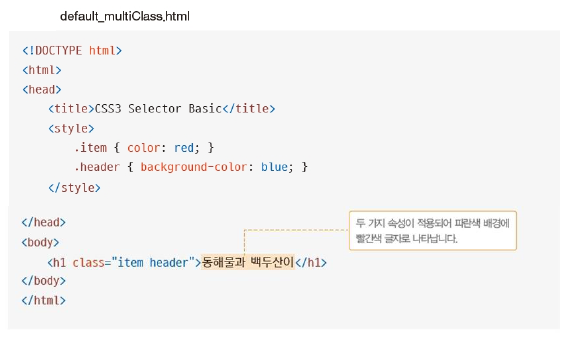 default_multiClass.html
<!DOCTYPE html>
<html>
<head>
<title>CSS3 Selector Basic</title>
<style>
.item { color: red; }
.header { background-color: blue; }
</style>
</head>
두 가지 속성이 적용되어 파란색 배경에
빨간색 글자로 나타납니다.
<body>
<h1 class="item header">동해물과 백두산이</h1>
</body>
</html>